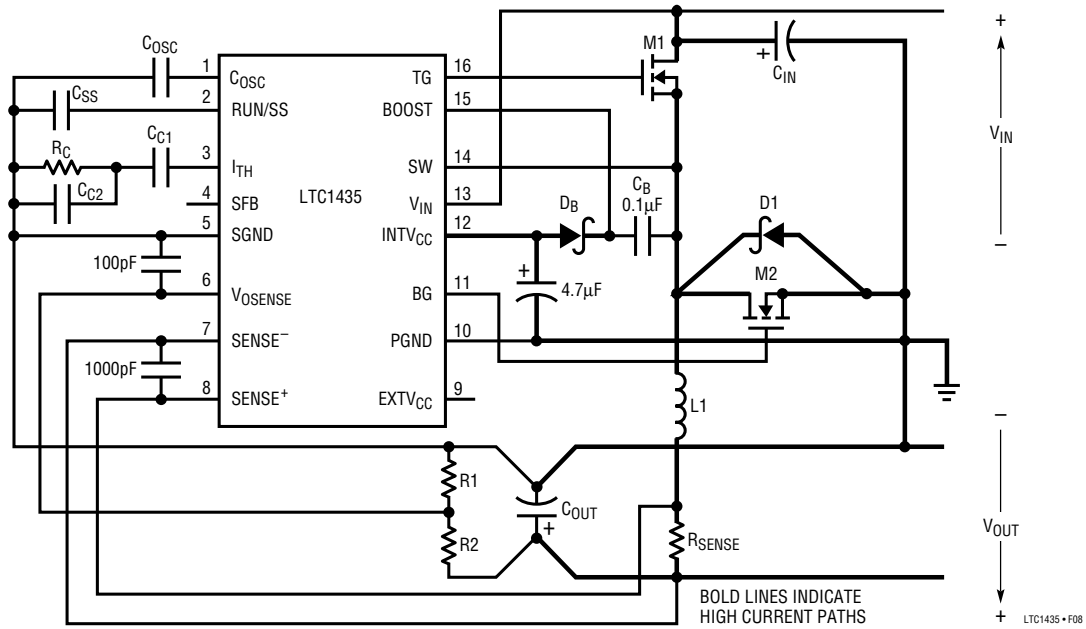 C_OSC
C_SS
R_C
C_C1
C_C2
100pF
1000pF
1
2
3
4
5
6
7
8
C_OSC
RUN/SS
I_TH
SFB
SGND
V_OSENSE
SENSE⁻
SENSE⁺
LTC1435
TG
BOOST
SW
V_IN
INTV_CC
BG
PGND
EXTV_CC
16
15
14
13
12
11
10
9
M1
+
C_IN
D_B
C_B
0.1µF
D1
M2
+
4.7µF
L1
R1
R2
C_OUT
+
R_SENSE
+
V_IN
−
−
V_OUT
+
BOLD LINES INDICATE
HIGH CURRENT PATHS
LTC1435 • F08